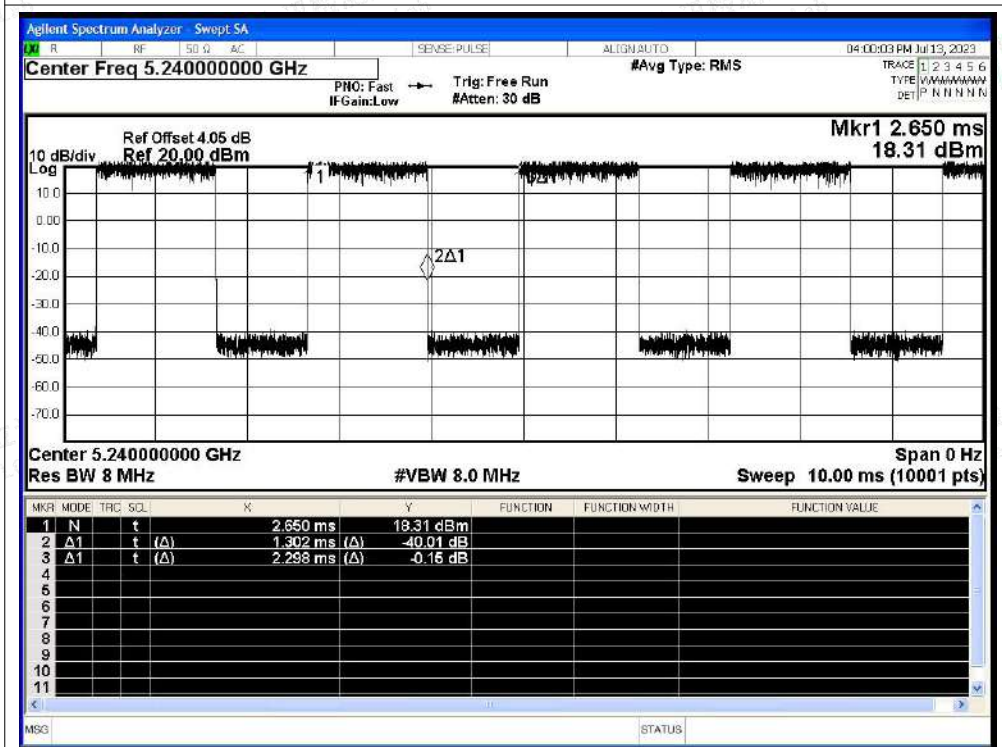 Agilent Spectrum Analyzer - Swept SA
LXI R RF 50 Ω AC SENSE:PULSE ALIGN AUTO 04:00:03 PM Jul 13, 2023
Center Freq 5.240000000 GHz #Avg Type: RMS TRACE 1 2 3 4 5 6
PNO: Fast Trig: Free Run TYPE
IFGain:Low #Atten: 30 dB DET P N N N N N
Mkr1 2.650 ms
Ref Offset 4.05 dB
10 dB/div Ref 20.00 dBm 18.31 dBm
Log
1
10.0
0.00
-10.0
2Δ1
-20.0
-30.0
-40.0
-50.0
-60.0
-70.0
Center 5.240000000 GHz Span 0 Hz
Res BW 8 MHz #VBW 8.0 MHz Sweep 10.00 ms (10001 pts)
MKR MODE TRC SCL X Y FUNCTION FUNCTION WIDTH FUNCTION VALUE
1 N t 2.650 ms 18.31 dBm
2 Δ1 t (Δ) 1.302 ms (Δ) -40.01 dB
3 Δ1 t (Δ) 2.298 ms (Δ) -0.15 dB
4
5
6
7
8
9
10
11
MSG STATUS